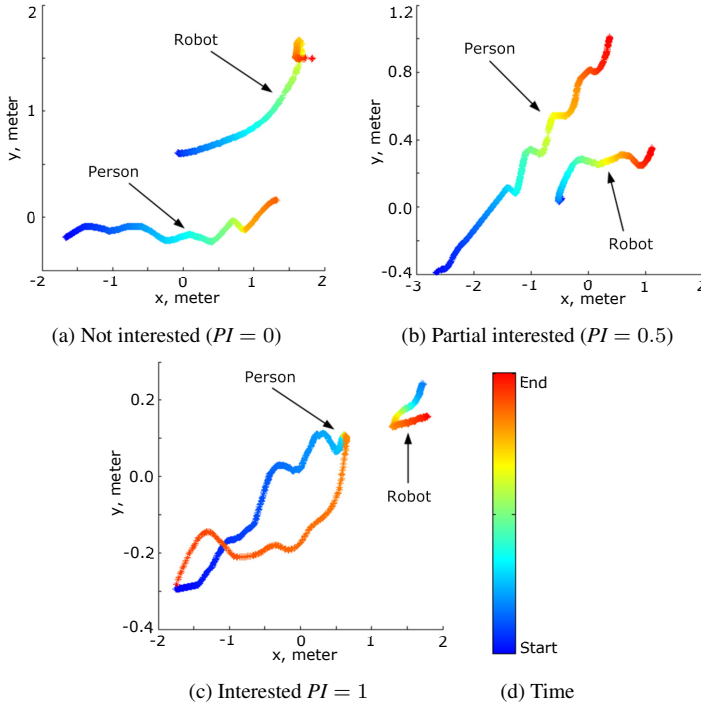 2
Robot
y, meter
1
Person
0
-2
-1
0
1
2
x, meter
(a) Not interested (PI = 0)
1.2
Person
0.8
y, meter
0.4
0.0
Robot
-0.4
-3
-2
-1
0
1
2
x, meter
(b) Partial interested (PI = 0.5)
Person
0.2
y, meter
0.0
Robot
-0.2
-0.4
-2
-1
0
1
2
x, meter
(c) Interested PI = 1
End
Start
(d) Time